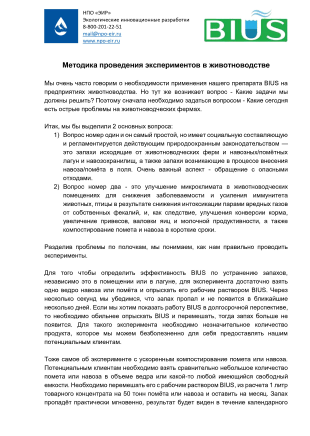 НПО «ЭИР»
Экологические инновационные разработки
8-800-201-22-51
mail@npo-eir.ru
www.npo-eir.ru
BIUS
Методика проведения экспериментов в животноводстве
Мы очень часто говорим о необходимости применения нашего препарата BIUS на
предприятиях животноводства. Но тут же возникает вопрос - Какие задачи мы
должны решить? Поэтому сначала необходимо задаться вопросом - Какие сегодня
есть острые проблемы на животноводческих фермах.
Итак, мы бы выделили 2 основных вопроса:
1) Вопрос номер один и он самый простой, но имеет социальную составляющую
и регламентируется действующим природоохранным законодательством —
это запахи исходящие от животноводческих ферм и навозных/помётных
лагун и навозохранилищ, а также запахи возникающие в процессе внесения
навоза/помёта в поля. Очень важный аспект - обращение с опасными
отходами.
2) Вопрос номер два - это улучшение микроклимата в животноводческих
помещениях для снижения заболеваемости и усиления иммунитета
животных, птицы в результате снижения интоксикации парами вредных газов
от собственных фекалий, и, как следствие, улучшения конверсии корма,
увеличение привесов, валовки яиц и молочной продуктивности, а также
компостирование помета и навоза в короткие сроки.
Разделив проблемы по полочкам, мы понимаем, как нам правильно проводить
эксперименты.
Для того чтобы определить эффективность BIUS по устранению запахов,
независимо это в помещении или в лагуне, для эксперимента достаточно взять
одно ведро навоза или помёта и опрыскать его рабочим раствором BIUS. Через
несколько секунд мы убедимся, что запах пропал и не появится в ближайшие
несколько дней. Если мы хотим показать работу BIUS в долгосрочной перспективе,
то необходимо обильнее опрыскать BIUS и перемешать, тогда запаха больше не
появится. Для такого эксперимента необходимо незначительное количество
продукта, которое мы можем безболезненно для себя предоставлять нашим
потенциальным клиентам.
Тоже самое об эксперименте с ускоренным компостирование помета или навоза.
Потенциальным клиентам необходимо взять сравнительно небольшое количество
помета или навоза в объеме ведра или какой-то любой имеющийся свободный
емкости. Необходимо перемешать его с рабочим раствором BIUS, из расчета 1 литр
товарного концентрата на 50 тонн помёта или навоза и оставить на месяц. Запах
пропадёт практически мгновенно, результат будет виден в течение календарного